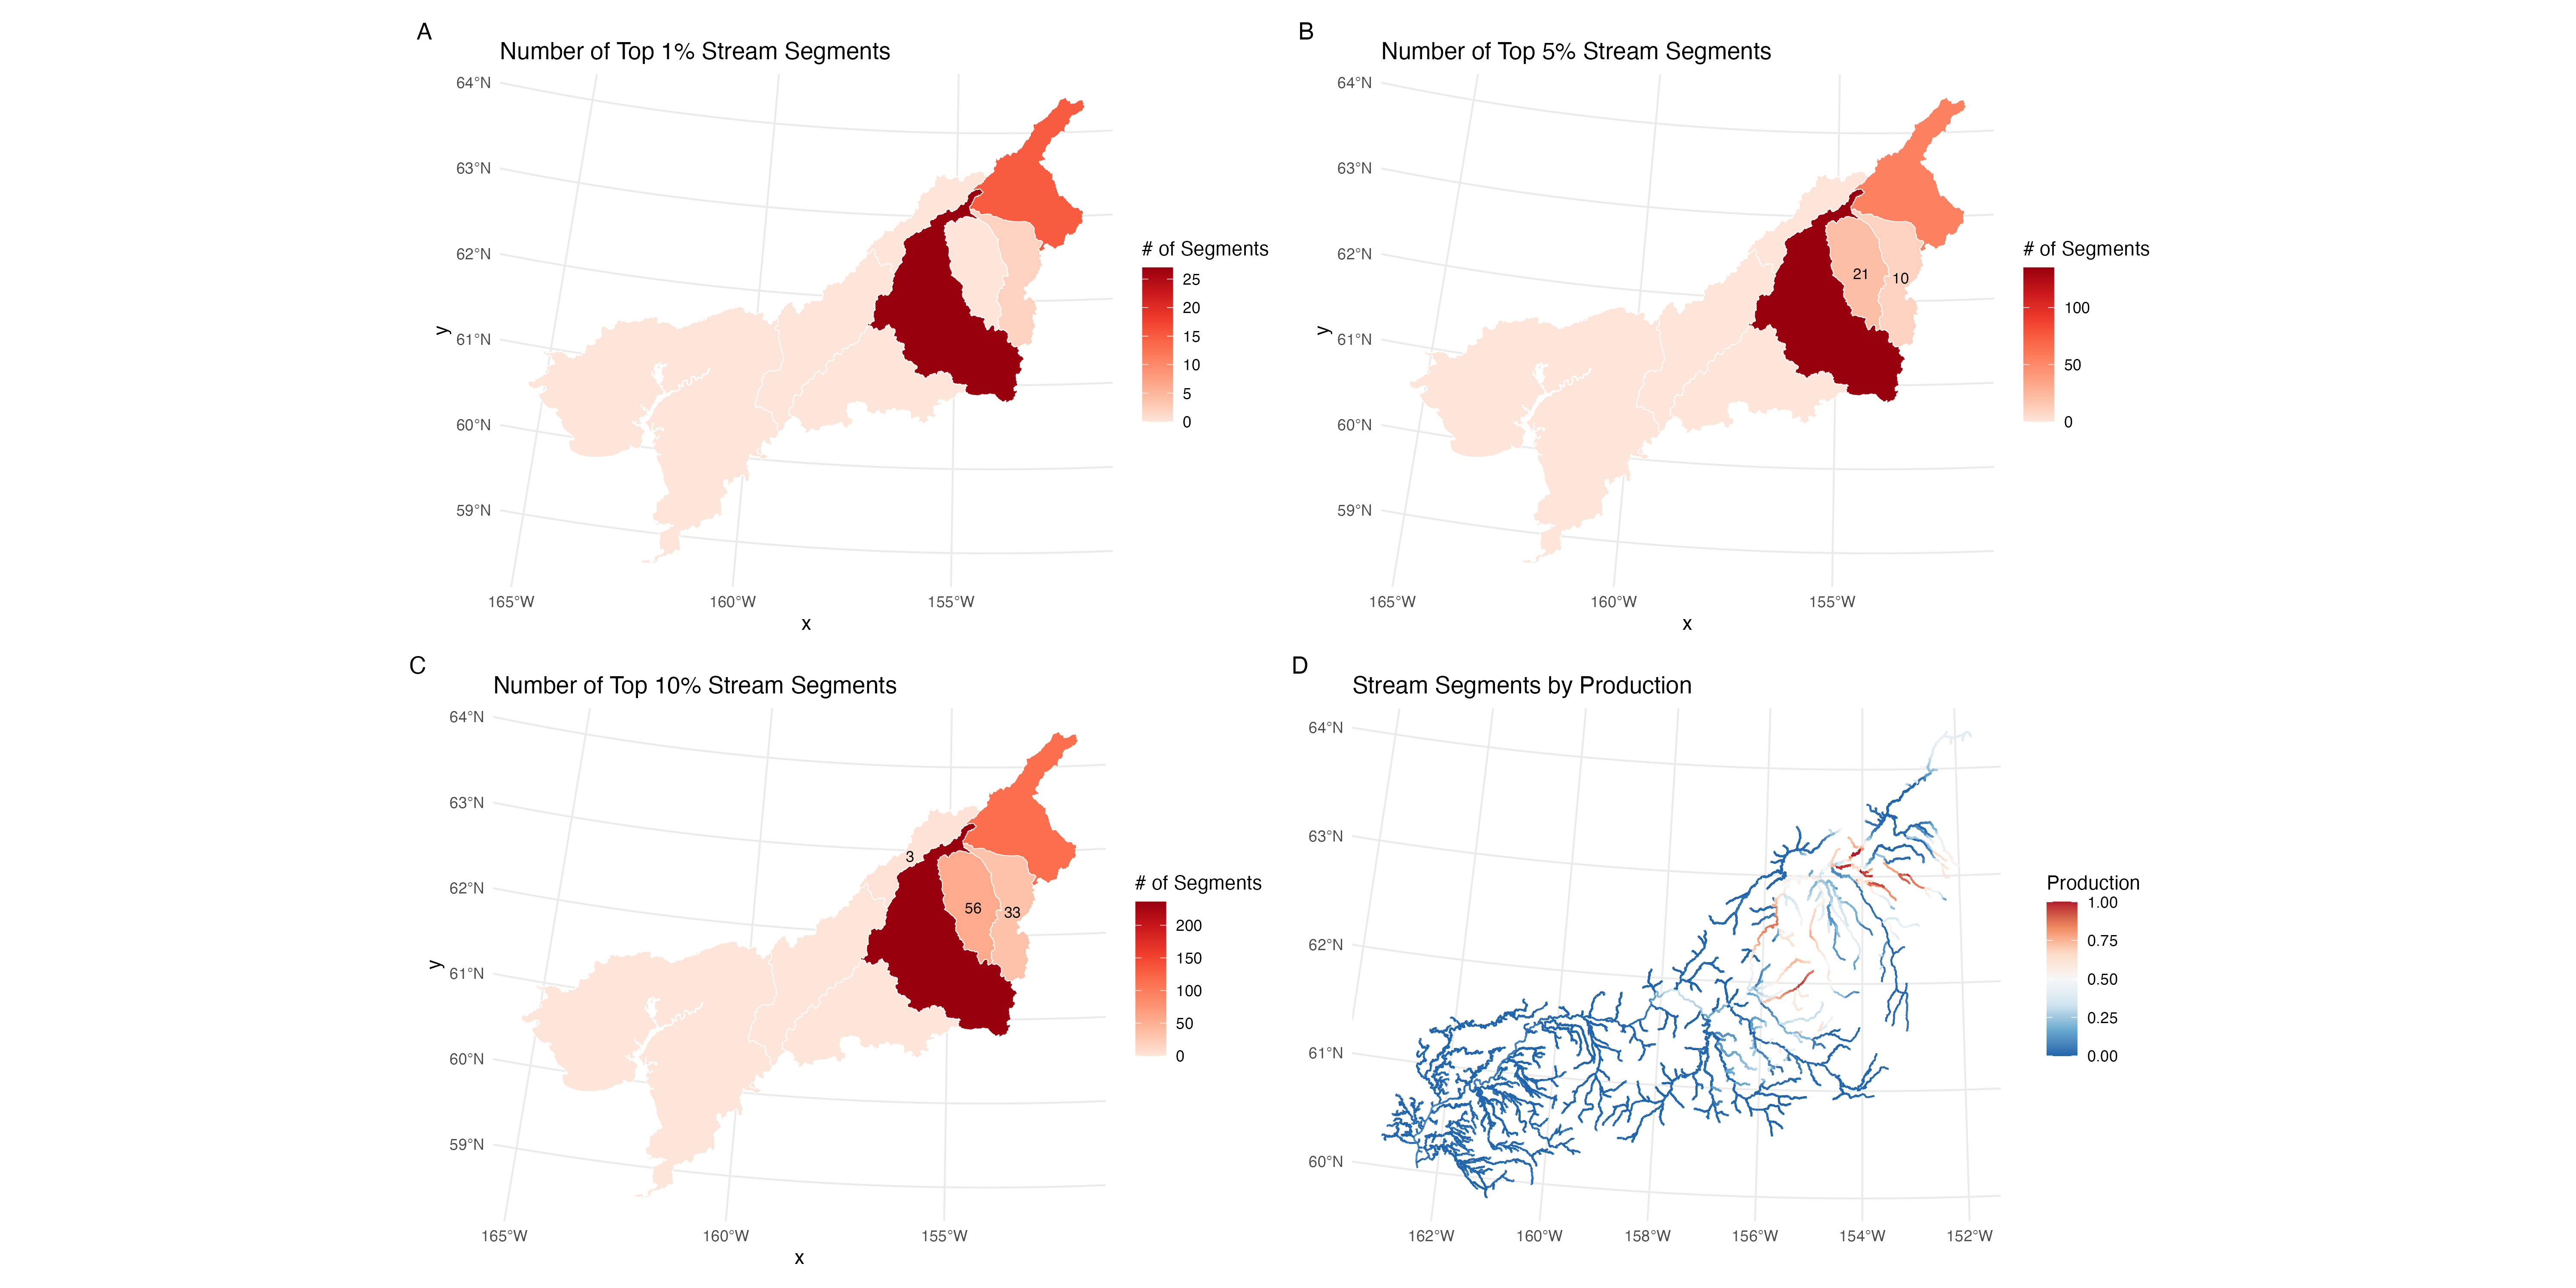 A
Number of Top 1% Stream Segments
64°N
63°N
62°N
61°N
60°N
59°N
y
165°W
160°W
155°W
x
# of Segments
25
20
15
10
5
0
B
Number of Top 5% Stream Segments
64°N
63°N
62°N
61°N
60°N
59°N
y
21
10
165°W
160°W
155°W
x
# of Segments
100
50
0
C
Number of Top 10% Stream Segments
64°N
63°N
62°N
61°N
60°N
59°N
y
3
56
33
165°W
160°W
155°W
x
# of Segments
200
150
100
50
0
D
Stream Segments by Production
64°N
63°N
62°N
61°N
60°N
162°W
160°W
158°W
156°W
154°W
152°W
Production
1.00
0.75
0.50
0.25
0.00